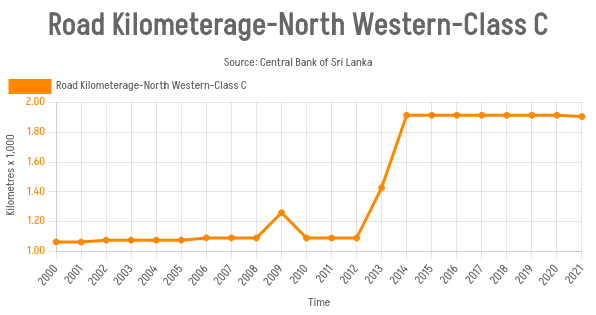 Road Kilometerage-North Western-Class C
Source: Central Bank of Sri Lanka
Road Kilometerage-North Western-Class C
2.00
1.80
1.60
1.40
1.20
1.00
Kilometres x 1,000
2000 2001 2002 2003 2004 2005 2006 2007 2008 2009 2010 2011 2012 2013 2014 2015 2016 2017 2018 2019 2020 2021
Time